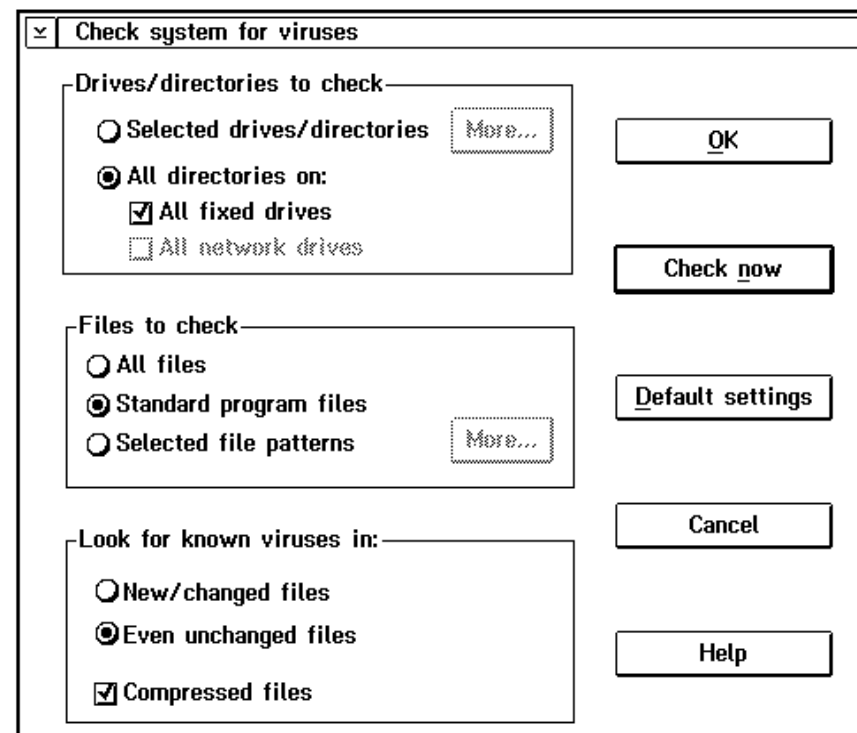 Check system for viruses
Drives/directories to check
Selected drives/directories
More...
All directories on:
All fixed drives
All network drives
Files to check
All files
Standard program files
Selected file patterns
More...
Look for known viruses in:
New/changed files
Even unchanged files
Compressed files
OK
Check now
Default settings
Cancel
Help